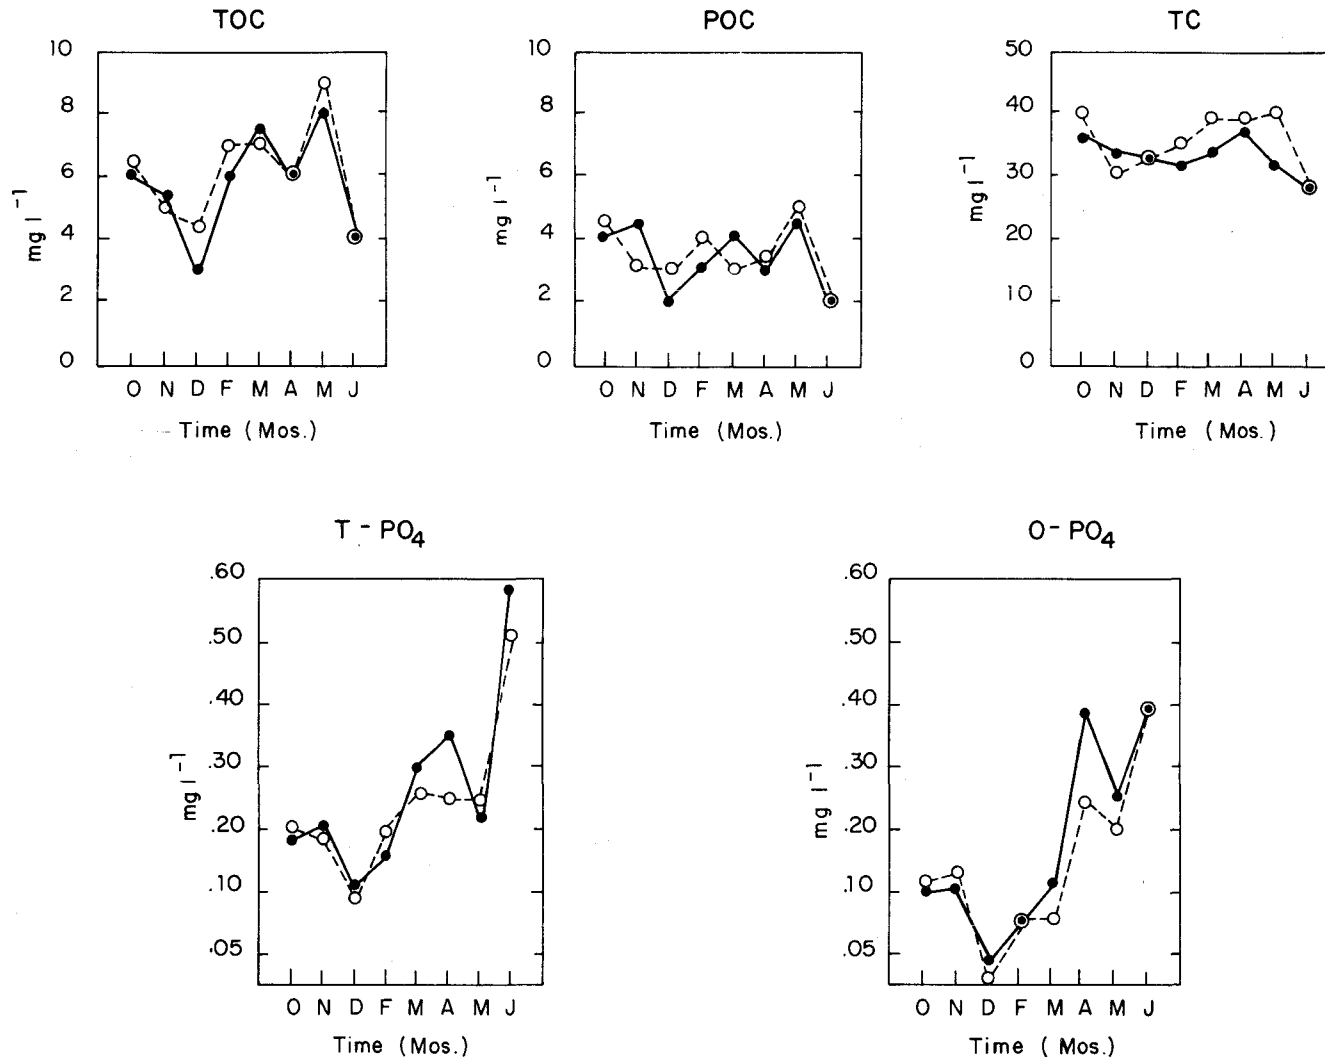 TOC
10
8
6
4
2
0
mg l⁻¹
O N D F M A M J
Time (Mos.)
POC
10
8
6
4
2
0
mg l⁻¹
O N D F M A M J
Time (Mos.)
TC
50
40
30
20
10
0
mg l⁻¹
O N D F M A M J
Time (Mos.)
T - PO₄
.60
.50
.40
.30
.20
.10
.05
mg l⁻¹
O N D F M A M J
Time (Mos.)
O - PO₄
.60
.50
.40
.30
.20
.10
.05
mg l⁻¹
O N D F M A M J
Time (Mos.)